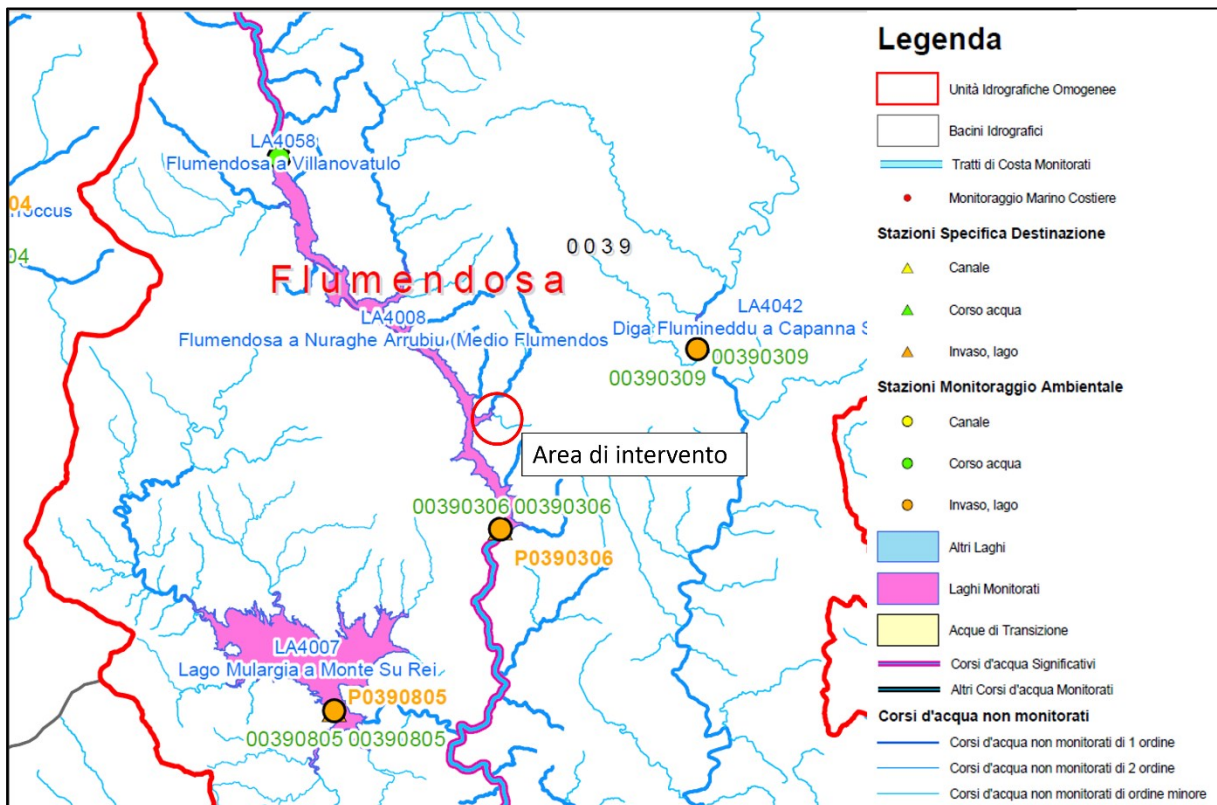 LA4058
Flumendosa a Villanovatulo
04
noccus
04
0039
Flumendosa
LA4008
Flumendosa a Nuraghe Arrubiu (Medio Flumendos
LA4042
Diga Flumineddu a Capanna S
00390309
00390309
Area di intervento
00390306 00390306
P0390306
LA4007
Lago Mulargia a Monte Su Rei
P0390805
00390805 00390805
Legenda
Unità Idrografiche Omogenee
Bacini Idrografici
Tratti di Costa Monitorati
Monitoraggio Marino Costiere
Stazioni Specifica Destinazione
Canale
Corso acqua
Invaso, lago
Stazioni Monitoraggio Ambientale
Canale
Corso acqua
Invaso, lago
Altri Laghi
Laghi Monitorati
Acque di Transizione
Corsi d'acqua Significativi
Altri Corsi d'acqua Monitorati
Corsi d'acqua non monitorati
Corsi d'acqua non monitorati di 1 ordine
Corsi d'acqua non monitorati di 2 ordine
Corsi d'acqua non monitorati di ordine minore